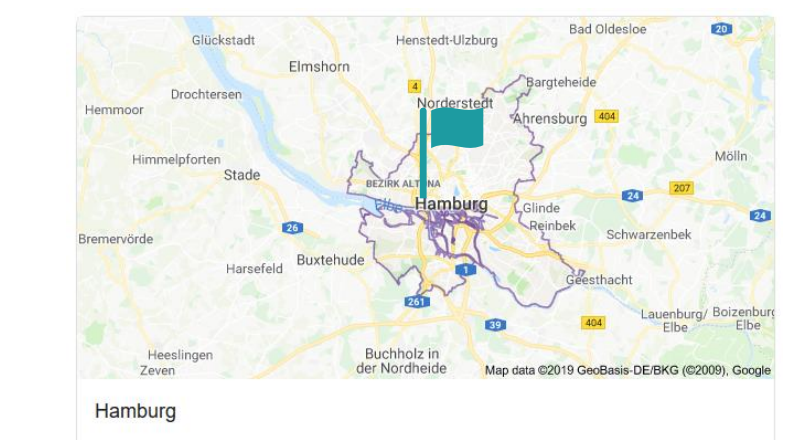 Bad Oldesloe
20
Glückstadt
Henstedt-Ulzburg
Elmshorn
4
Bargteheide
Drochtersen
Norderstedt
Hemmoor
Ahrensburg
404
Himmelpforten
Mölln
Stade
BEZIRK ALTONA
207
24
Elbe
Hamburg
Glinde
24
26
Reinbek
Schwarzenbek
Bremervörde
Buxtehude
Harsefeld
1
Geesthacht
261
Lauenburg/
Elbe
Boizenburg/
Elbe
39
404
Heeslingen
Buchholz in
der Nordheide
Zeven
Map data ©2019 GeoBasis-DE/BKG (©2009), Google
Hamburg